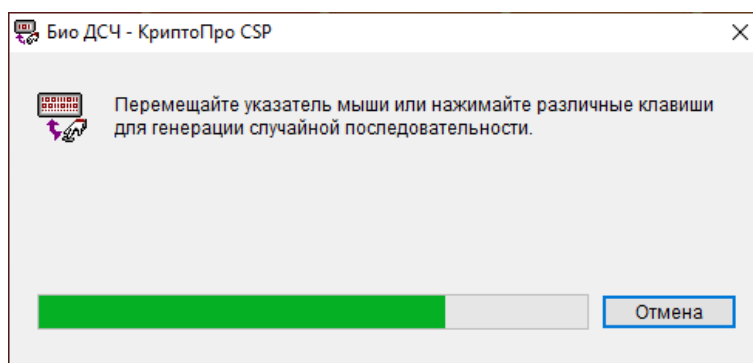 Био ДСЧ - КриптоПро CSP
Перемещайте указатель мыши или нажимайте различные клавиши
для генерации случайной последовательности.
Отмена